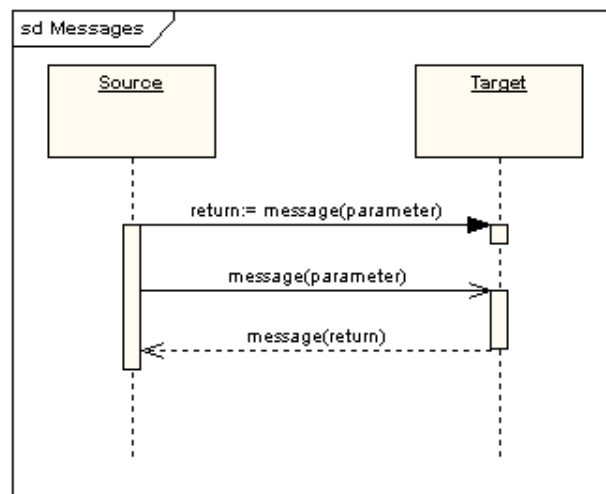 sd Messages
Source
Target
return:= message(parameter)
message(parameter)
message(return)